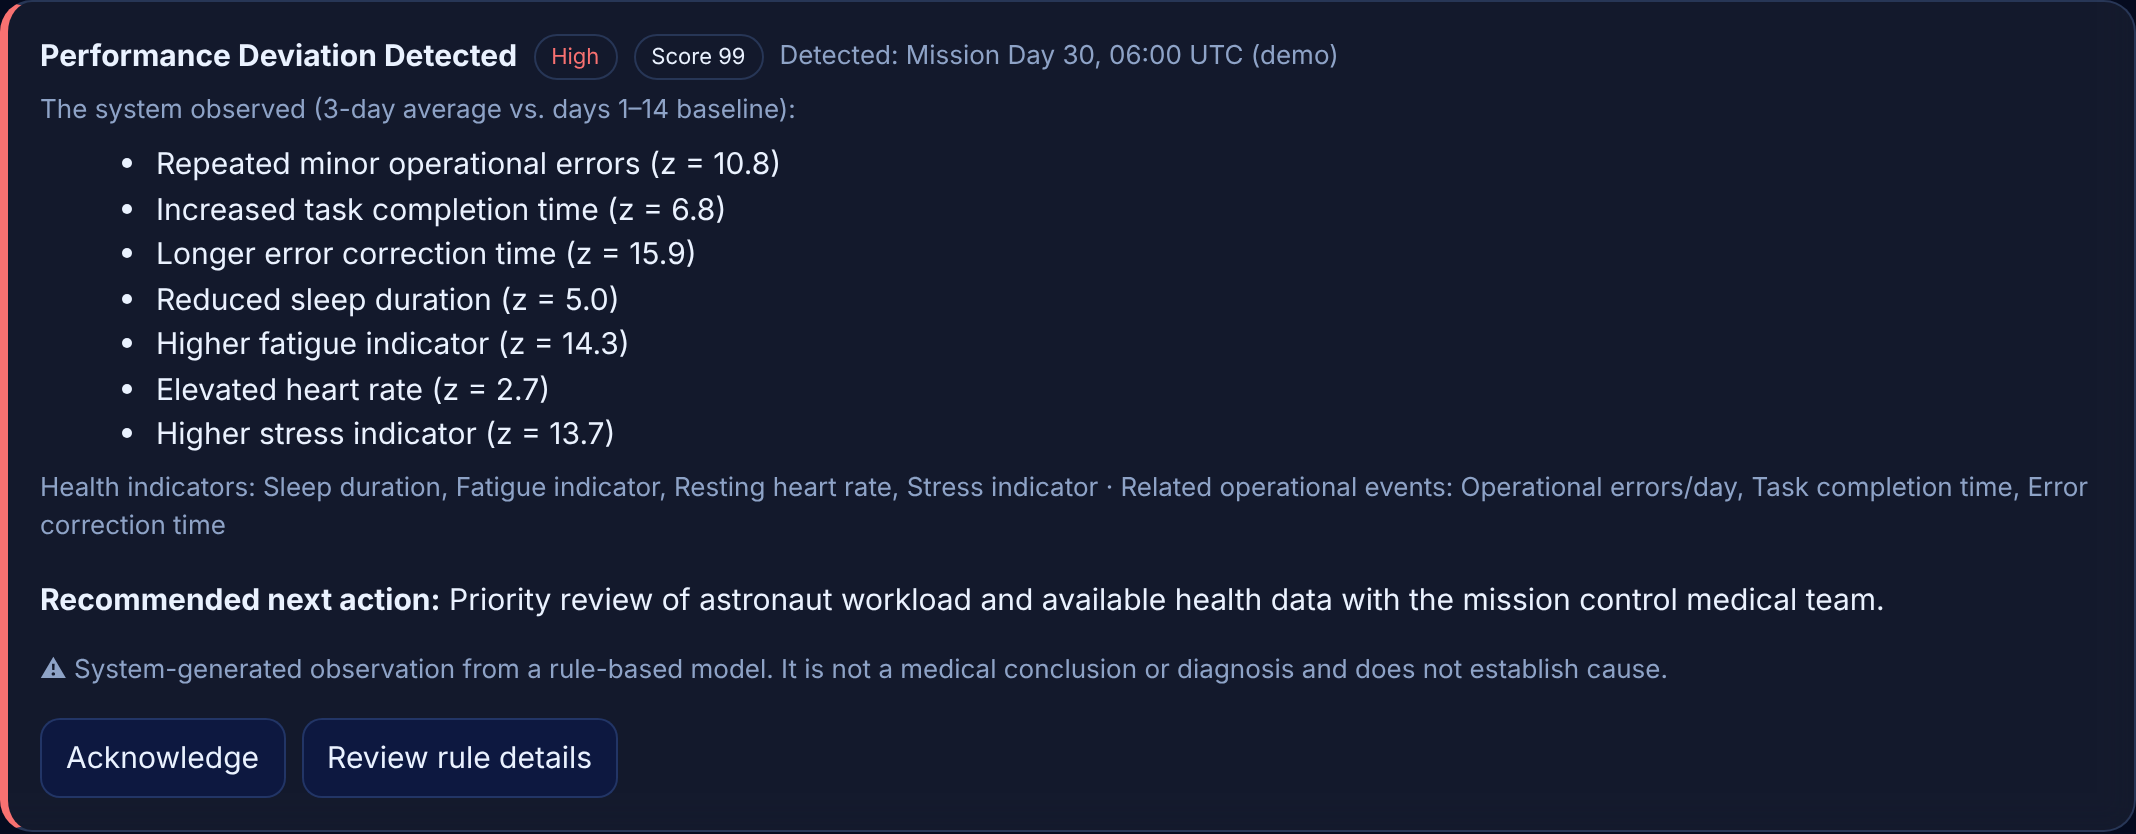 Performance Deviation Detected High Score 99 Detected: Mission Day 30, 06:00 UTC (demo)
The system observed (3-day average vs. days 1–14 baseline):
• Repeated minor operational errors (z = 10.8)
• Increased task completion time (z = 6.8)
• Longer error correction time (z = 15.9)
• Reduced sleep duration (z = 5.0)
• Higher fatigue indicator (z = 14.3)
• Elevated heart rate (z = 2.7)
• Higher stress indicator (z = 13.7)
Health indicators: Sleep duration, Fatigue indicator, Resting heart rate, Stress indicator · Related operational events: Operational errors/day, Task completion time, Error
correction time
Recommended next action: Priority review of astronaut workload and available health data with the mission control medical team.
⚠ System-generated observation from a rule-based model. It is not a medical conclusion or diagnosis and does not establish cause.
Acknowledge Review rule details